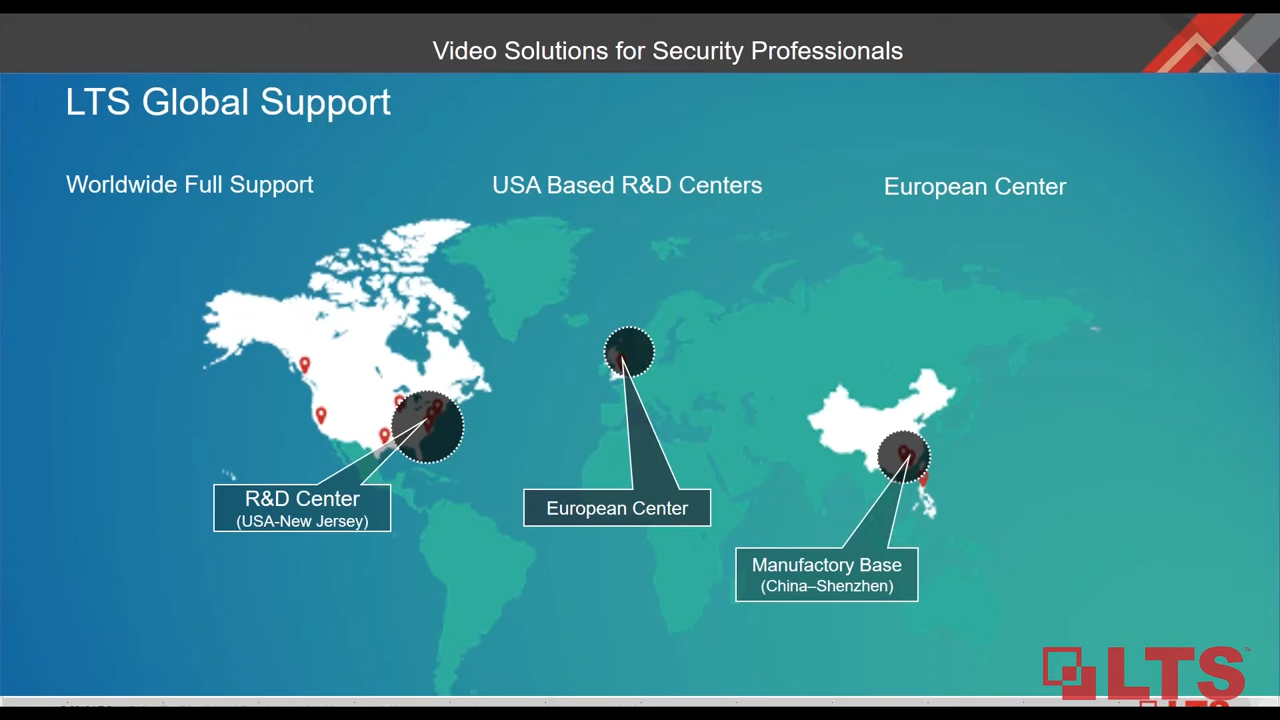 Video Solutions for Security Professionals
LTS Global Support
Worldwide Full Support
USA Based R&D Centers
European Center
R&D Center
(USA-New Jersey)
European Center
Manufactory Base
(China–Shenzhen)
LTS™
LTS